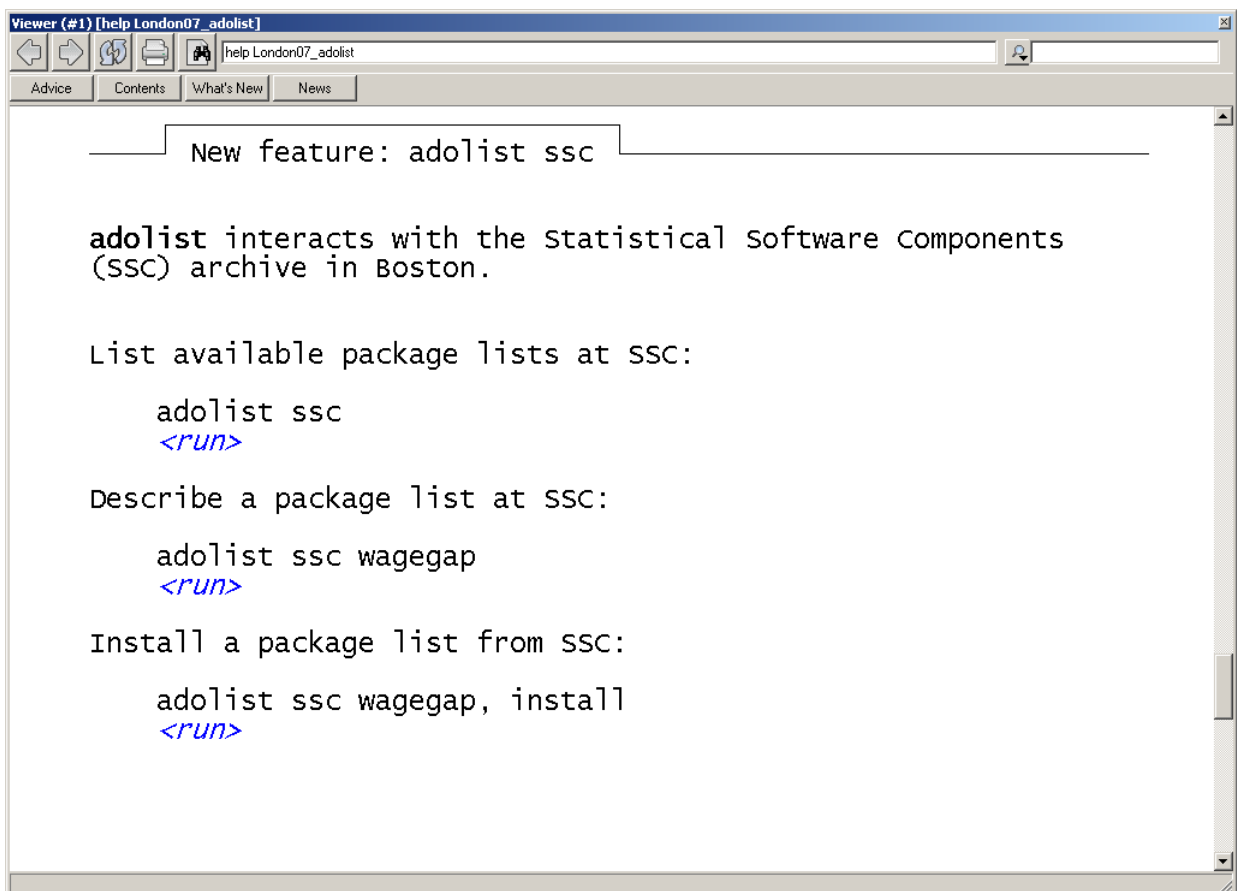 Viewer (#1) [help London07_adolist]
help London07_adolist
Advice Contents What's New News
New feature: adolist ssc
adolist interacts with the Statistical Software Components
(SSC) archive in Boston.
List available package lists at SSC:
adolist ssc
<run>
Describe a package list at SSC:
adolist ssc wagegap
<run>
Install a package list from SSC:
adolist ssc wagegap, install
<run>